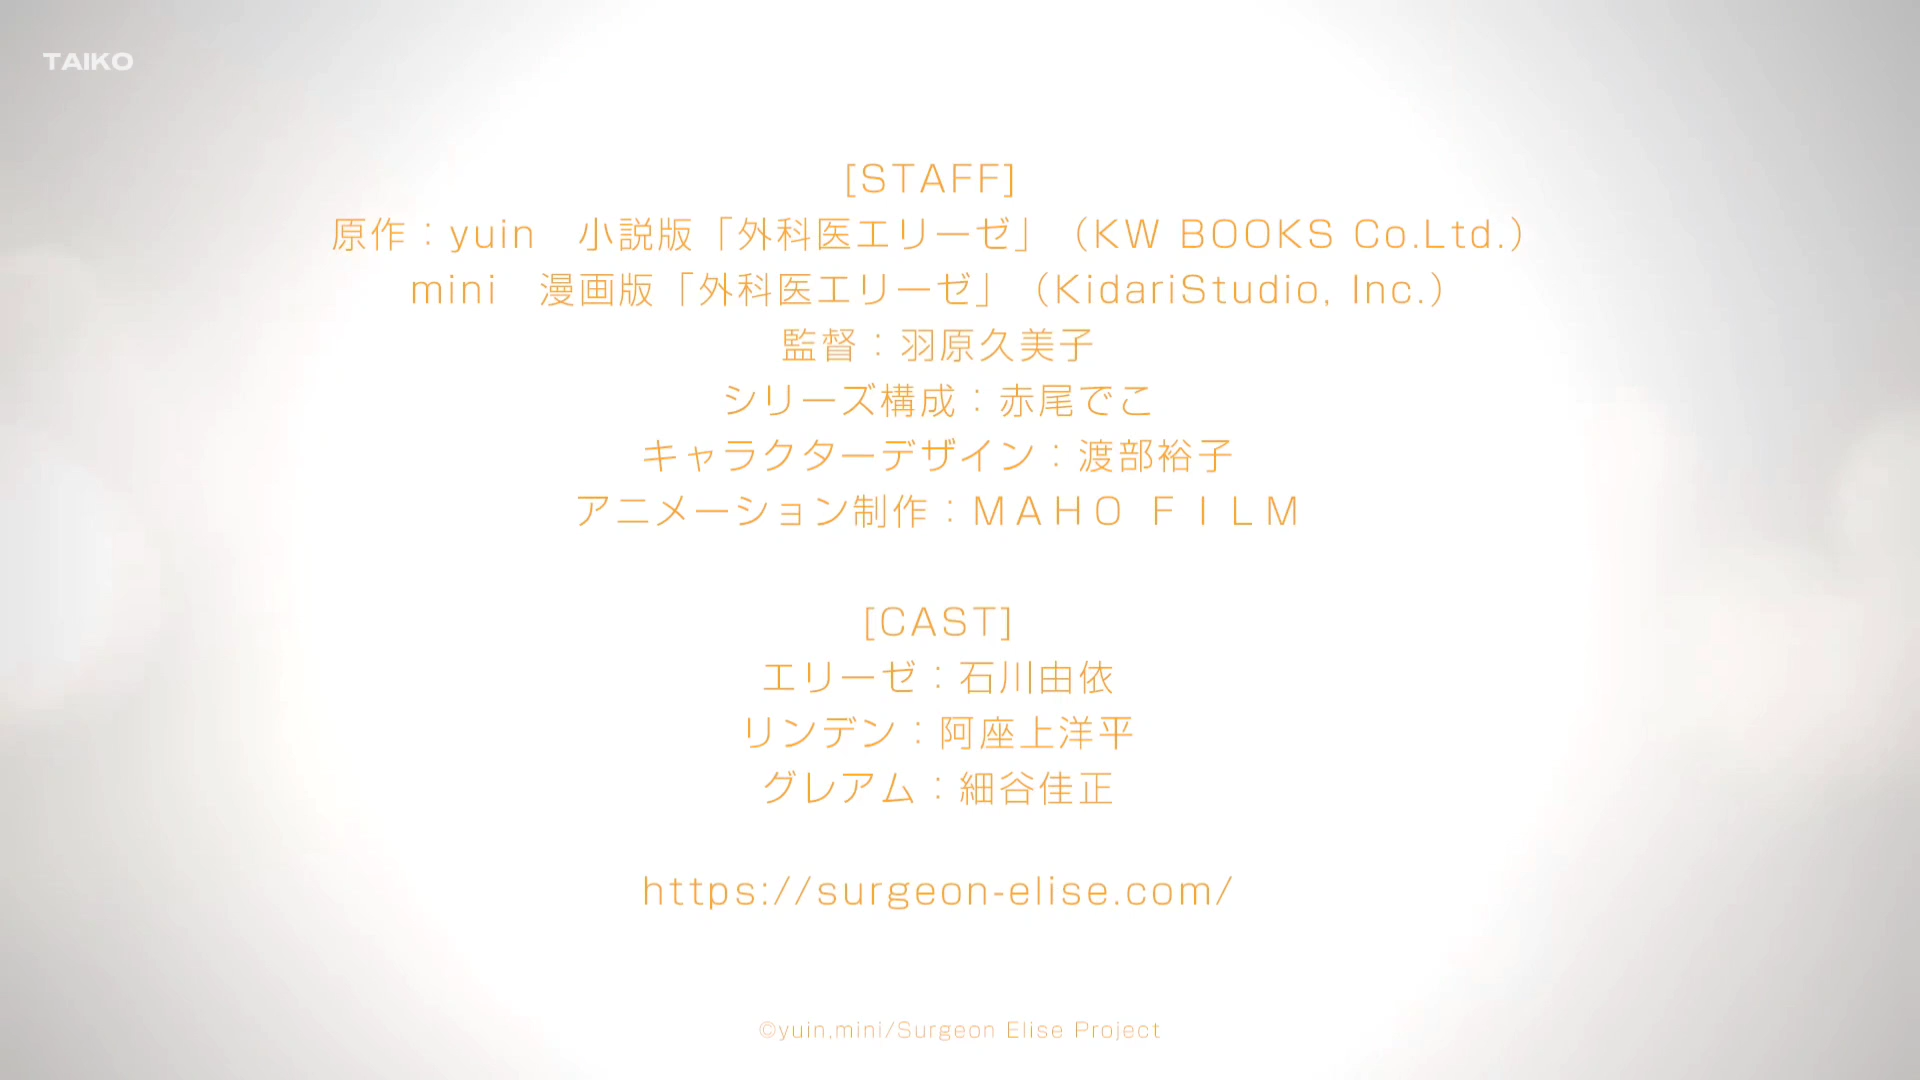 TAIKO
[STAFF]
原作：yuin　小説版「外科医エリーゼ」（KW BOOKS Co.Ltd.）
mini　漫画版「外科医エリーゼ」（KidariStudio, Inc.）
監督：羽原久美子
シリーズ構成：赤尾でこ
キャラクターデザイン：渡部裕子
アニメーション制作：ＭＡＨＯ　ＦＩＬＭ
[CAST]
エリーゼ：石川由依
リンデン：阿座上洋平
グレアム：細谷佳正
https://surgeon-elise.com/
©yuin,mini/Surgeon Elise Project